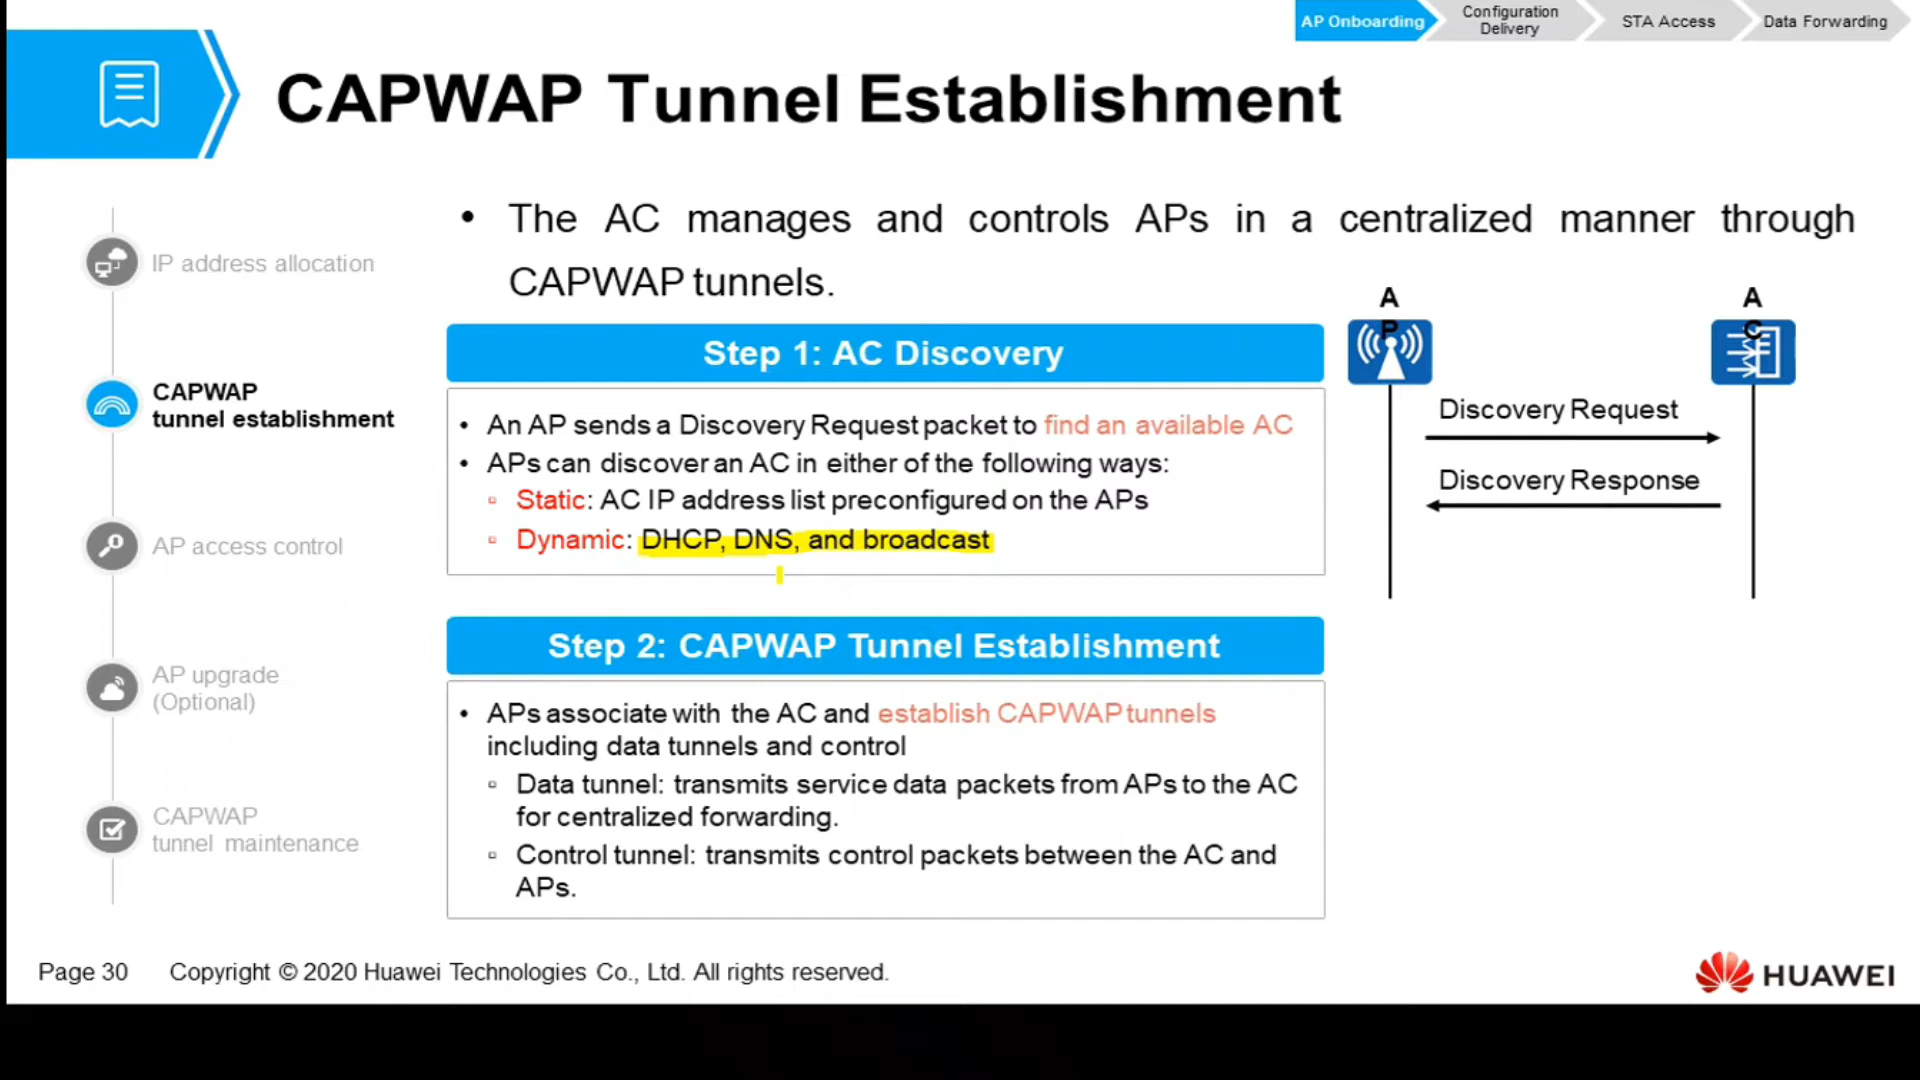 AP Onboarding
Configuration
Delivery
STA Access
Data Forwarding
CAPWAP Tunnel Establishment
IP address allocation
CAPWAP
tunnel establishment
AP access control
AP upgrade
(Optional)
CAPWAP
tunnel maintenance
• The AC manages and controls APs in a centralized manner through
CAPWAP tunnels.
Step 1: AC Discovery
• An AP sends a Discovery Request packet to find an available AC
• APs can discover an AC in either of the following ways:
▫ Static: AC IP address list preconfigured on the APs
▫ Dynamic: DHCP, DNS, and broadcast
Step 2: CAPWAP Tunnel Establishment
• APs associate with the AC and establish CAPWAP tunnels
including data tunnels and control
▫ Data tunnel: transmits service data packets from APs to the AC
for centralized forwarding.
▫ Control tunnel: transmits control packets between the AC and
APs.
A
P
A
C
Discovery Request
Discovery Response
Page 30
Copyright © 2020 Huawei Technologies Co., Ltd. All rights reserved.
HUAWEI